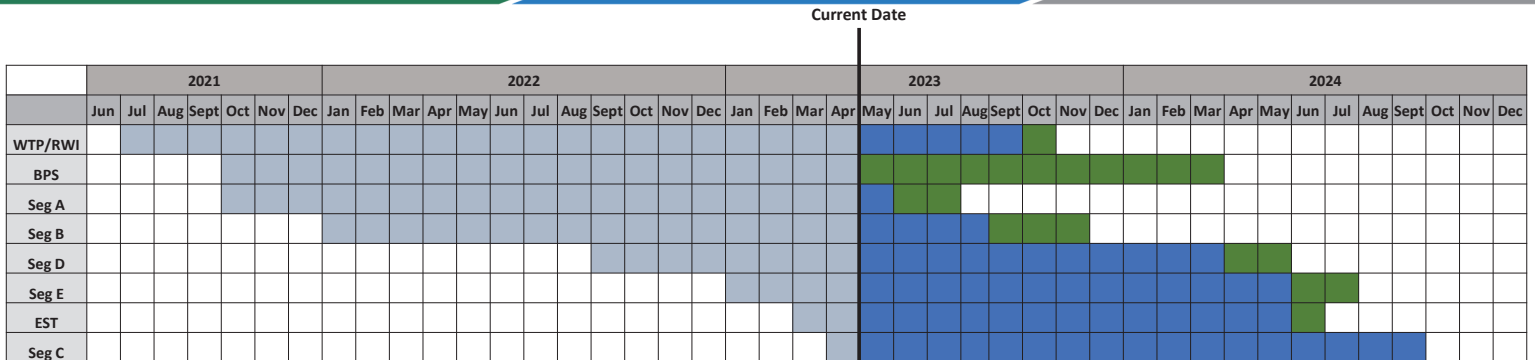 Current Date
2021 2022 2023 2024
Jun Jul Aug Sept Oct Nov Dec Jan Feb Mar Apr May Jun Jul Aug Sept Oct Nov Dec Jan Feb Mar Apr May Jun Jul Aug Sept Oct Nov Dec Jan Feb Mar Apr May Jun Jul Aug Sept Oct Nov Dec
WTP/RWI
BPS
Seg A
Seg B
Seg D
Seg E
EST
Seg C